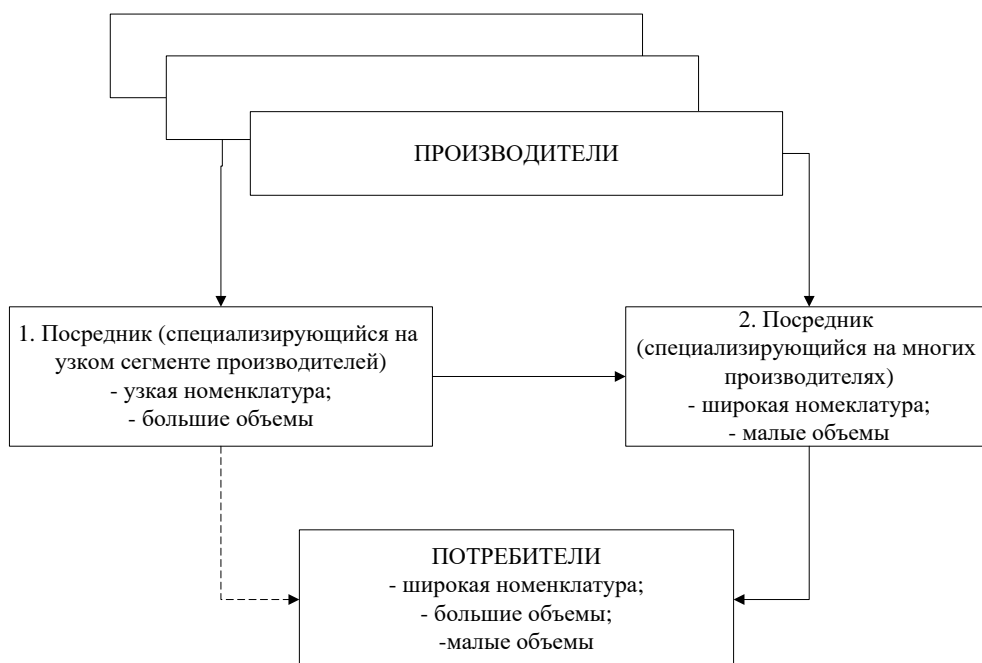 ПРОИЗВОДИТЕЛИ
1. Посредник (специализирующийся на
узком сегменте производителей)
- узкая номенклатура;
- большие объемы
2. Посредник
(специализирующийся на многих
производителях)
- широкая номеклатура;
- малые объемы
ПОТРЕБИТЕЛИ
- широкая номенклатура;
- большие объемы;
-малые объемы